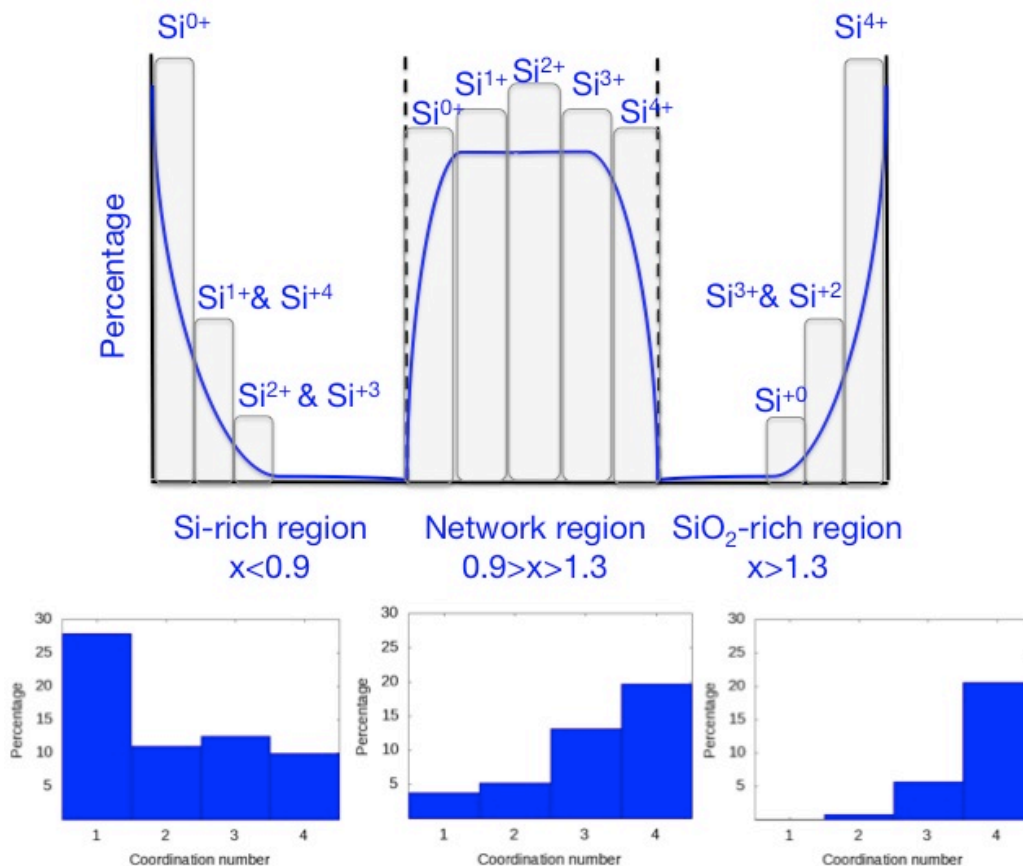 Si⁰⁺
Si⁴⁺
Si¹⁺
Si²⁺
Si³⁺
Si⁰⁺
Si⁴⁺
Percentage
Si¹⁺& Si⁺⁴
Si³⁺& Si⁺²
Si²⁺ & Si⁺³
Si⁺⁰
Si-rich region
x<0.9
Network region
0.9>x>1.3
SiO₂-rich region
x>1.3
30
25
20
15
10
5
Percentage
1 2 3 4
Coordination number
30
25
20
15
10
5
Percentage
1 2 3 4
Coordination number
30
25
20
15
10
5
Percentage
1 2 3 4
Coordination number